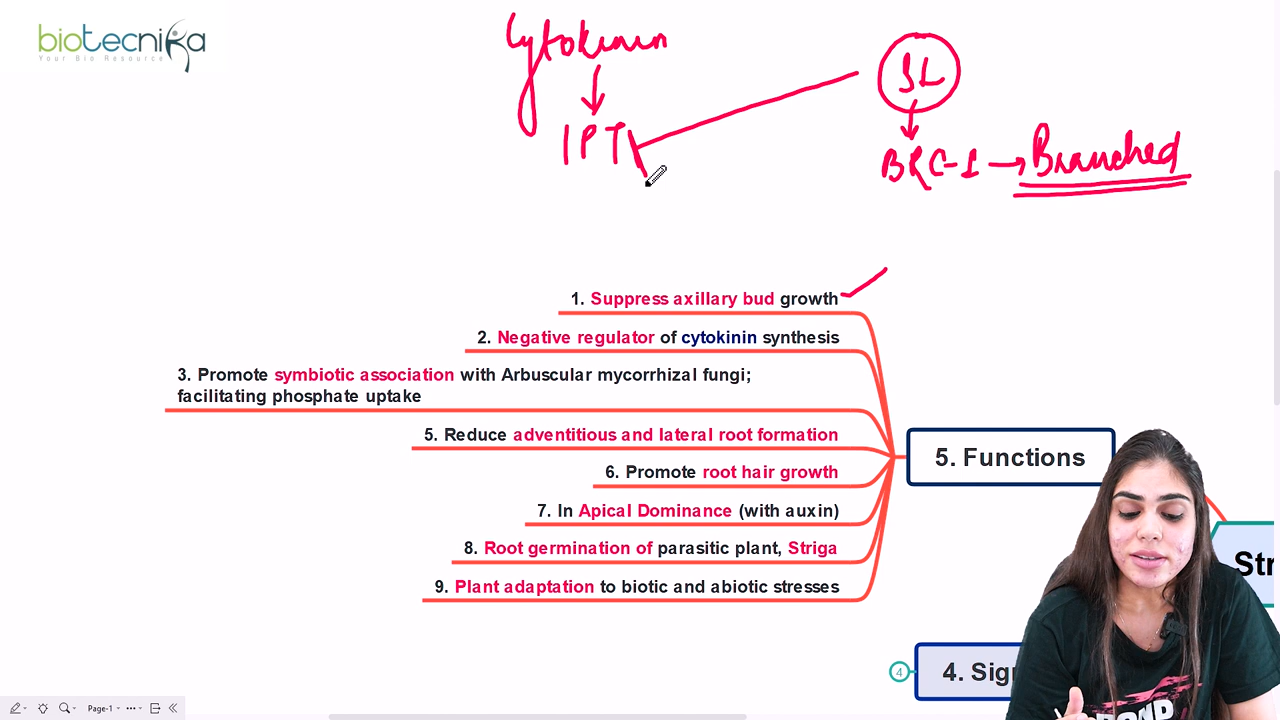 biotecnika
Your Bio Resource
Cytokinin
IPT
SL
BRC-1 → Branched
1. Suppress axillary bud growth
2. Negative regulator of cytokinin synthesis
3. Promote symbiotic association with Arbuscular mycorrhizal fungi;
facilitating phosphate uptake
5. Reduce adventitious and lateral root formation
6. Promote root hair growth
7. In Apical Dominance (with auxin)
8. Root germination of parasitic plant, Striga
9. Plant adaptation to biotic and abiotic stresses
5. Functions
Str
4
4. Sig
Page-1